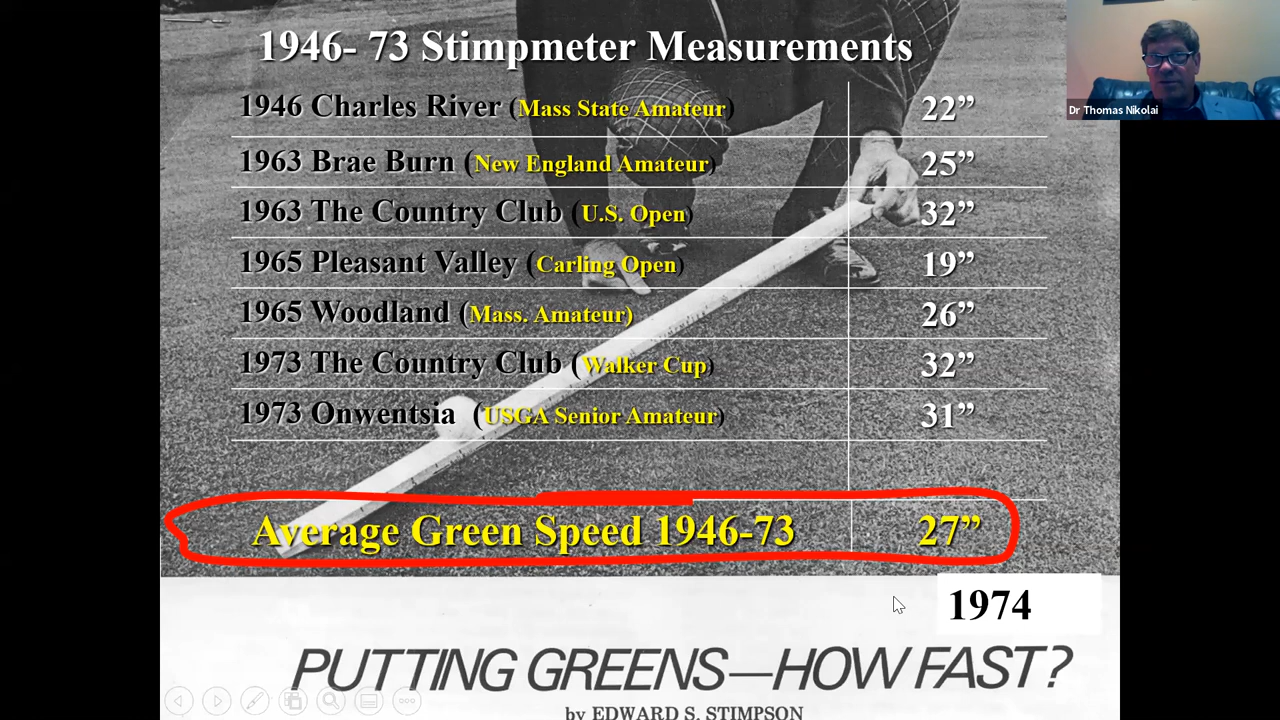 1946- 73 Stimpmeter Measurements
Dr Thomas Nikolai
1946 Charles River (Mass State Amateur) 22”
1963 Brae Burn (New England Amateur) 25”
1963 The Country Club (U.S. Open) 32”
1965 Pleasant Valley (Carling Open) 19”
1965 Woodland (Mass. Amateur) 26”
1973 The Country Club (Walker Cup) 32”
1973 Onwentsia (USGA Senior Amateur) 31”
Average Green Speed 1946-73 27”
1974
PUTTING GREENS—HOW FAST?
by EDWARD S. STIMPSON